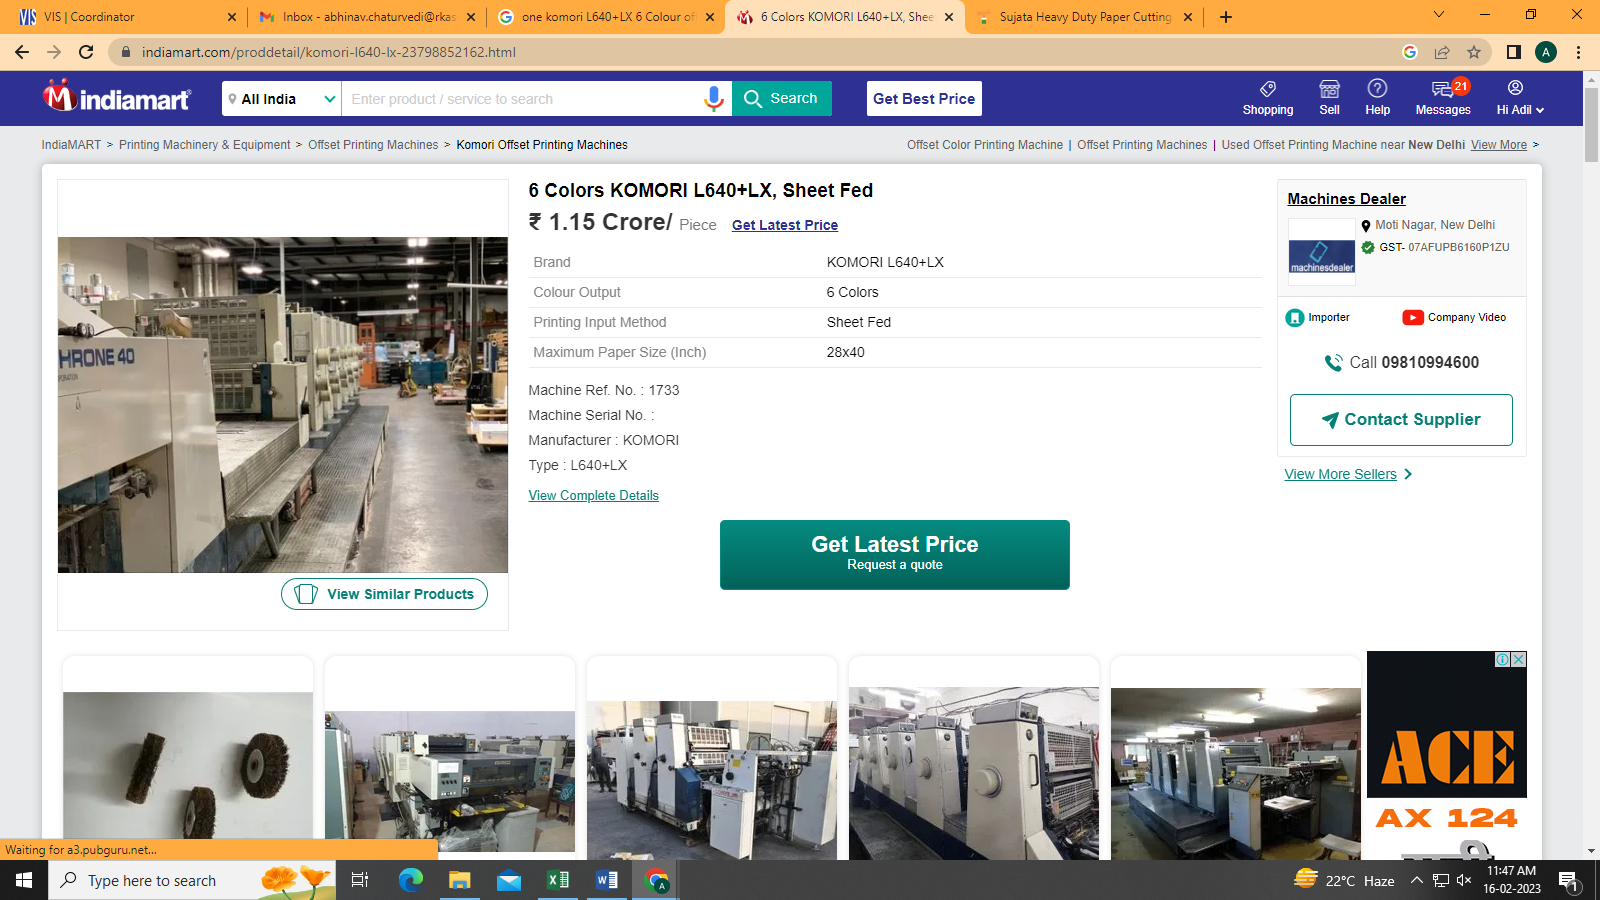 VIS | Coordinator
Inbox - abhinav.chaturvedi@rkas
one komori L640+LX 6 Colour of
6 Colors KOMORI L640+LX, Shee
Sujata Heavy Duty Paper Cutting
indiamart.com/proddetail/komori-l640-lx-23798852162.html
A
indiamart
All India
Enter product / service to search
Search
Get Best Price
Shopping
Sell
Help
21
Messages
Hi Adil
IndiaMART > Printing Machinery & Equipment > Offset Printing Machines > Komori Offset Printing Machines
Offset Color Printing Machine | Offset Printing Machines | Used Offset Printing Machine near New Delhi View More >
HRONE 40
View Similar Products
6 Colors KOMORI L640+LX, Sheet Fed
₹ 1.15 Crore/ Piece Get Latest Price
Brand KOMORI L640+LX
Colour Output 6 Colors
Printing Input Method Sheet Fed
Maximum Paper Size (Inch) 28x40
Machine Ref. No. : 1733
Machine Serial No. :
Manufacturer : KOMORI
Type : L640+LX
View Complete Details
Get Latest Price
Request a quote
Machines Dealer
machinesdealer
Moti Nagar, New Delhi
GST- 07AFUPB6160P1ZU
Importer
Company Video
Call 09810994600
Contact Supplier
View More Sellers
ACE
AX 124
Waiting for a3.pubguru.net...
Type here to search
A
22°C Haze
11:47 AM
16-02-2023
1